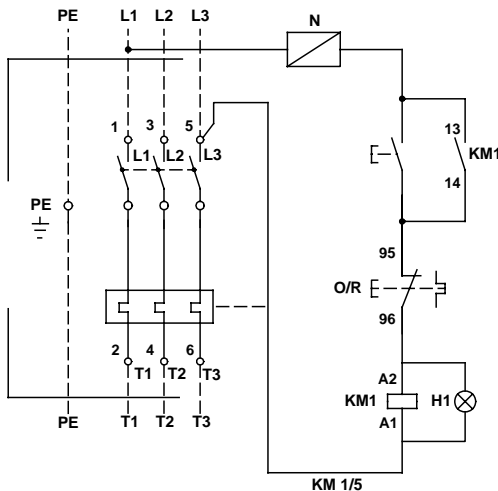 PE L1 L2 L3 N
1 3 5 13
L1 L2 L3 KM1
14
PE
95
O/R
96
2 4 6
T1 T2 T3 A2
KM1 H1
A1
PE T1 T2 T3
KM 1/5